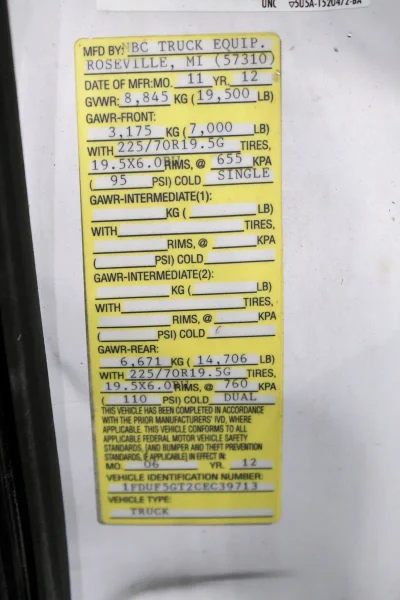 UNC
MFD BY: NBC TRUCK EQUIP.
ROSEVILLE, MI (57310)
DATE OF MFR: MO. 11 YR. 12
GVWR: 8,845 KG (19,500 LB)
GAWR-FRONT:
3,175 KG (7,000 LB)
WITH 225/70R19.5G TIRES,
19.5X6.0 RIMS, @ 655 KPA
( 95 PSI) COLD SINGLE
GAWR-INTERMEDIATE(1):
KG ( LB)
WITH TIRES,
RIMS, @ KPA
( PSI) COLD
GAWR-INTERMEDIATE(2):
KG ( LB)
WITH TIRES,
RIMS, @ KPA
( PSI) COLD
GAWR-REAR:
6,671 KG ( 14,706 LB)
WITH 225/70R19.5G TIRES,
19.5X6.0 RIMS, @ 760 KPA
( 110 PSI) COLD DUAL
THIS VEHICLE HAS BEEN COMPLETED IN ACCORDANCE
WITH THE PRIOR MANUFACTURERS' IVD, WHERE
APPLICABLE. THIS VEHICLE CONFORMS TO ALL
APPLICABLE FEDERAL MOTOR VEHICLE SAFETY
STANDARDS, [AND BUMPER AND THEFT PREVENTION
STANDARDS, IF APPLICABLE] IN EFFECT IN:
MO. 06 YR. 12
VEHICLE IDENTIFICATION NUMBER:
1FDUF5GT2CEC39713
VEHICLE TYPE:
TRUCK